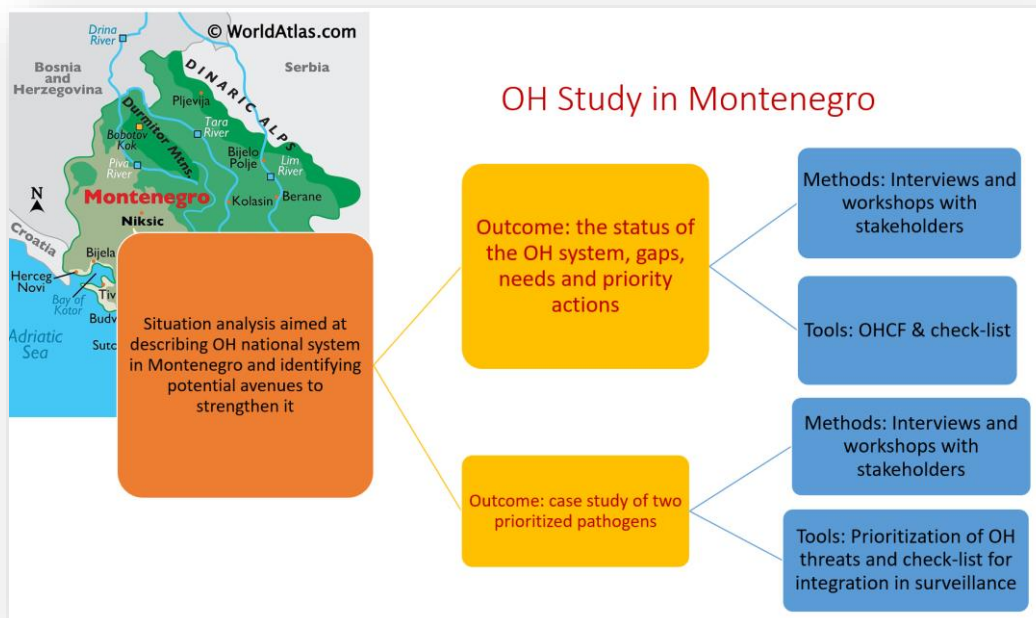 © WorldAtlas.com
Drina
River
Bosnia
and
Herzegovina
Serbia
DINARIC ALPS
Pljevija
Durmitor Mtns.
Bobotov
Kok
Tara
River
Piva
River
Bijelo
Polje
Lim
River
Montenegro
Kolasin
Berane
N
Niksic
Croatia
Bijela
Herceg
Novi
Bay of
Kotor
Tiv
Budv
Adriatic
Sea
Sutc
OH Study in Montenegro
Situation analysis aimed at
describing OH national system
in Montenegro and identifying
potential avenues to
strengthen it
Outcome: the status of
the OH system, gaps,
needs and priority
actions
Methods: Interviews and
workshops with
stakeholders
Tools: OHCF & check-list
Outcome: case study of two
prioritized pathogens
Methods: Interviews and
workshops with
stakeholders
Tools: Prioritization of OH
threats and check-list for
integration in surveillance